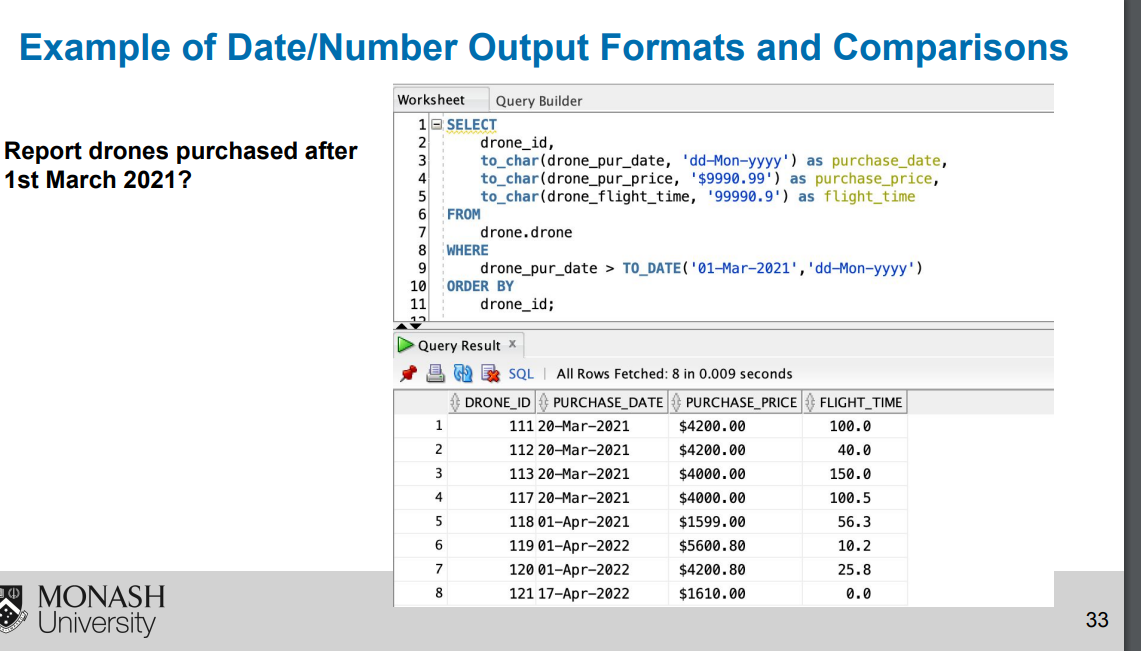 Example of Date/Number Output Formats and Comparisons
Report drones purchased after
1st March 2021?
Worksheet Query Builder
1 SELECT
2 drone_id,
3 to_char(drone_pur_date, 'dd-Mon-yyyy') as purchase_date,
4 to_char(drone_pur_price, '$9990.99') as purchase_price,
5 to_char(drone_flight_time, '99990.9') as flight_time
6 FROM
7 drone.drone
8 WHERE
9 drone_pur_date > TO_DATE('01-Mar-2021','dd-Mon-yyyy')
10 ORDER BY
11 drone_id;
12
Query Result x
SQL | All Rows Fetched: 8 in 0.009 seconds
DRONE_ID PURCHASE_DATE PURCHASE_PRICE FLIGHT_TIME
1 111 20-Mar-2021 $4200.00 100.0
2 112 20-Mar-2021 $4200.00 40.0
3 113 20-Mar-2021 $4000.00 150.0
4 117 20-Mar-2021 $4000.00 100.5
5 118 01-Apr-2021 $1599.00 56.3
6 119 01-Apr-2022 $5600.80 10.2
7 120 01-Apr-2022 $4200.80 25.8
8 121 17-Apr-2022 $1610.00 0.0
MONASH
University
33